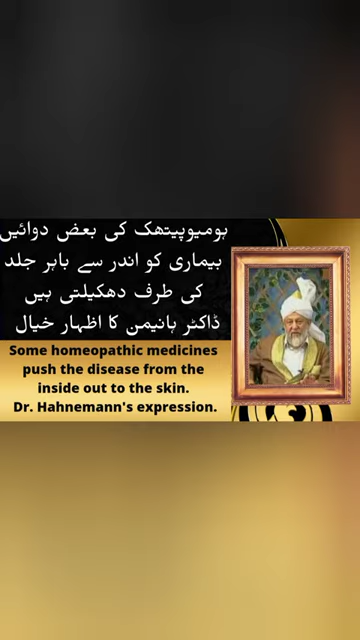 ہومیوپیتھک کی بعض دوائیں
بیماری کو اندر سے باہر جلد
کی طرف دھکیلتی ہیں
ڈاکٹر ہانیمن کا اظہار خیال
Some homeopathic medicines
push the disease from the
inside out to the skin.
Dr. Hahnemann's expression.